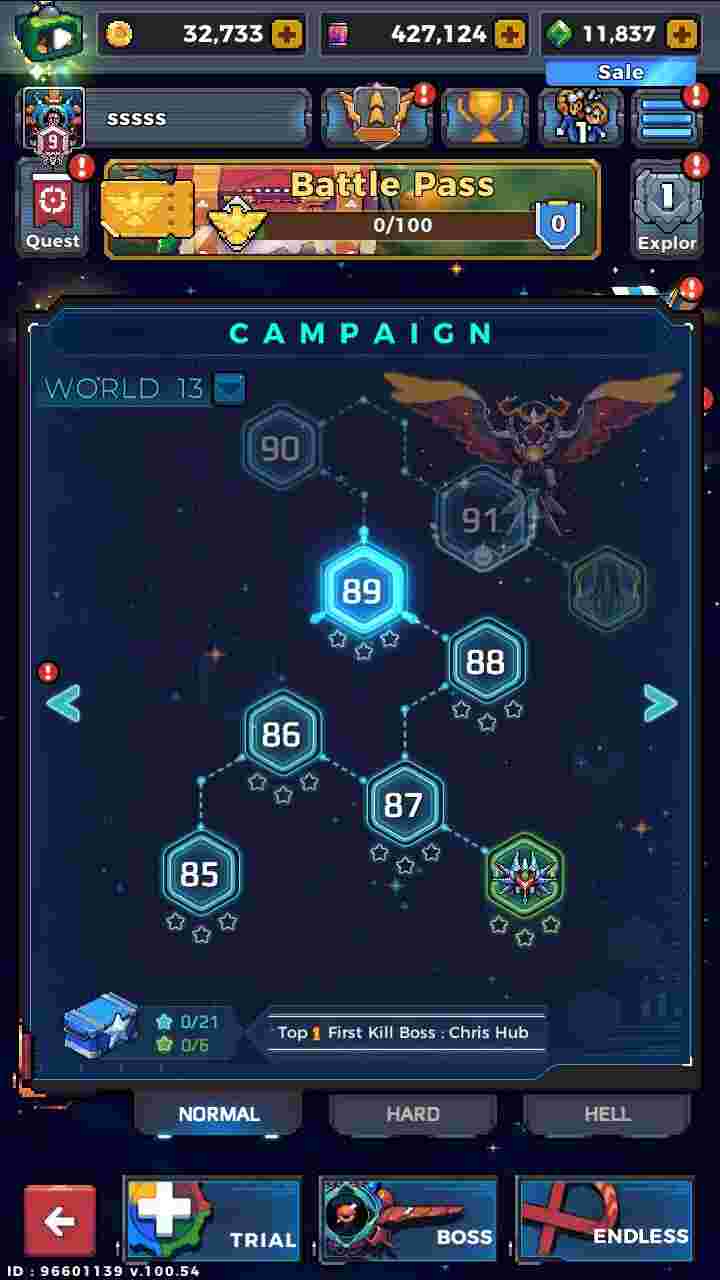 32,733
427,124
11,837
Sale
sssss
9
1
Battle Pass
0/100
0
Quest
1
Explor
CAMPAIGN
WORLD 13
90
91
89
88
86
87
85
0/21
0/6
Top 1 First Kill Boss : Chris Hub
NORMAL
HARD
HELL
TRIAL
BOSS
ENDLESS
ID : 96601139 v.100.54